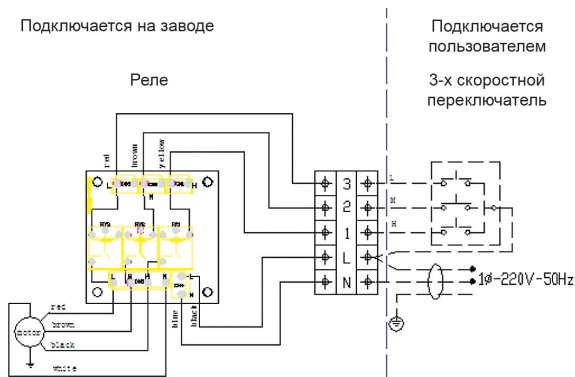 Подключается на заводе
Подключается
пользователем
Реле
3-х скоростной
переключатель
red
brown
yellow
L
H
M
3
2
1
L
N
L
M
H
1ø-220V-50Hz
L
M
H
N
L
N
blue
black
motor
red
brown
black
white